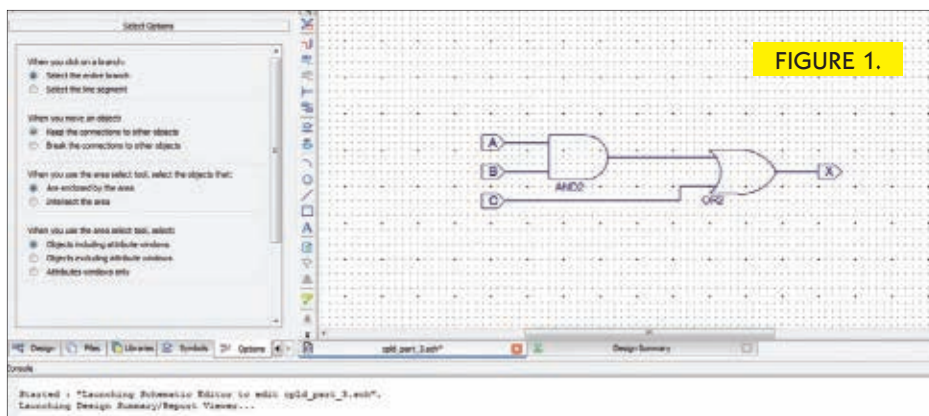 Select Options
FIGURE 1.
When you click on a branch:
Select the entire branch
Select the line segment
When you move an object:
Keep the connections to other objects
Break the connections to other objects
When you use the area select tool, select the objects that:
Are enclosed by the area
Intersect the area
When you use the area select tool, select:
Objects including attribute windows
Objects excluding attribute windows
Attributes windows only
A
B
C
AND2
OR2
X
A
Design Files Libraries Symbols Options
cpld_part_3.sch* Design Summary
Console
Started : "Launching Schematic Editor to edit cpld_part_3.sch".
Launching Design Summary/Report Viewer...